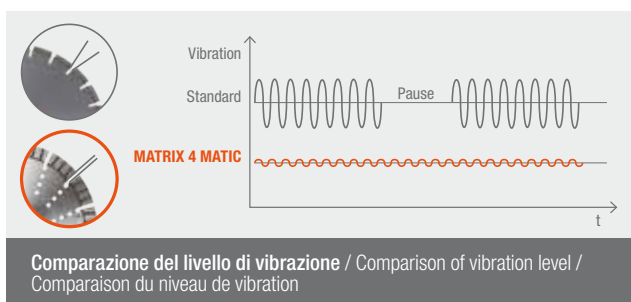 Vibration
Standard
Pause
MATRIX 4 MATIC
t
Comparazione del livello di vibrazione / Comparison of vibration level /
Comparaison du niveau de vibration